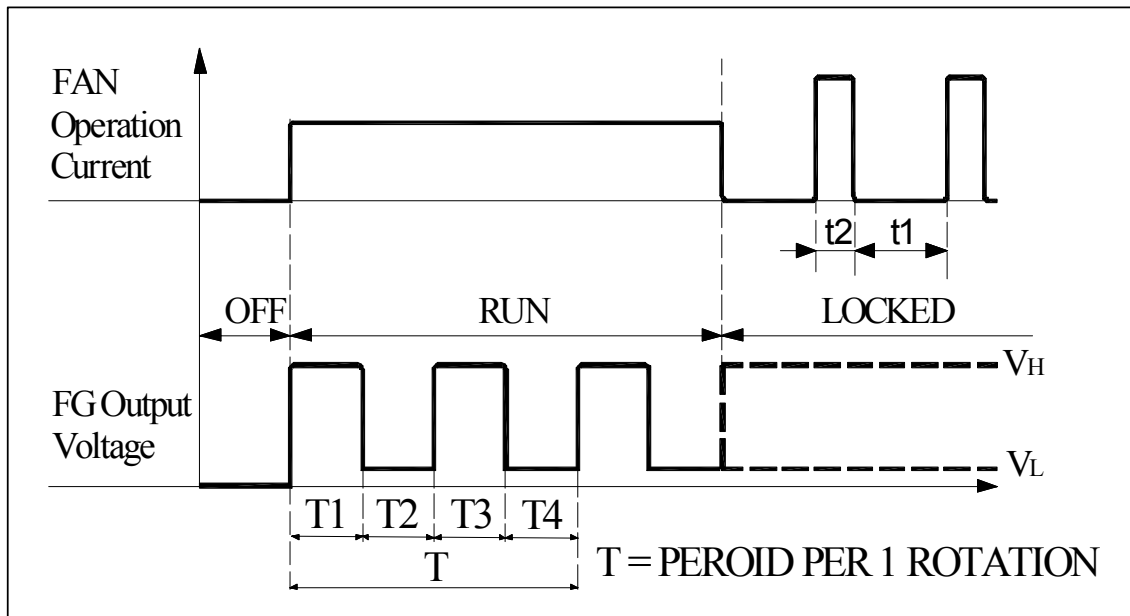 FAN
Operation
Current
t2
t1
OFF
RUN
LOCKED
VH
FG Output
Voltage
VL
T1
T2
T3
T4
T
T = PEROID PER 1 ROTATION